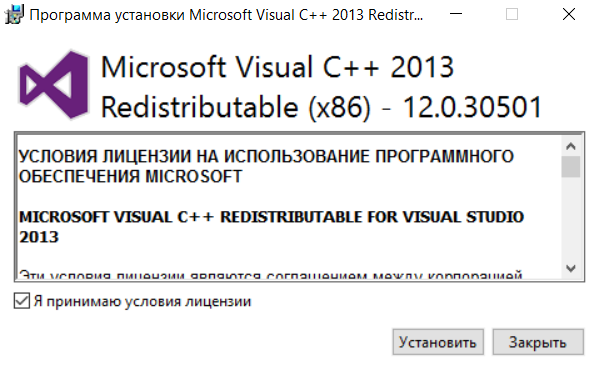 Программа установки Microsoft Visual C++ 2013 Redistr...
Microsoft Visual C++ 2013
Redistributable (x86) - 12.0.30501
УСЛОВИЯ ЛИЦЕНЗИИ НА ИСПОЛЬЗОВАНИЕ ПРОГРАММНОГО
ОБЕСПЕЧЕНИЯ MICROSOFT
MICROSOFT VISUAL C++ REDISTRIBUTABLE FOR VISUAL STUDIO
2013
Эти условия лицензии являются соглашением между корпорацией
Я принимаю условия лицензии
Установить
Закрыть